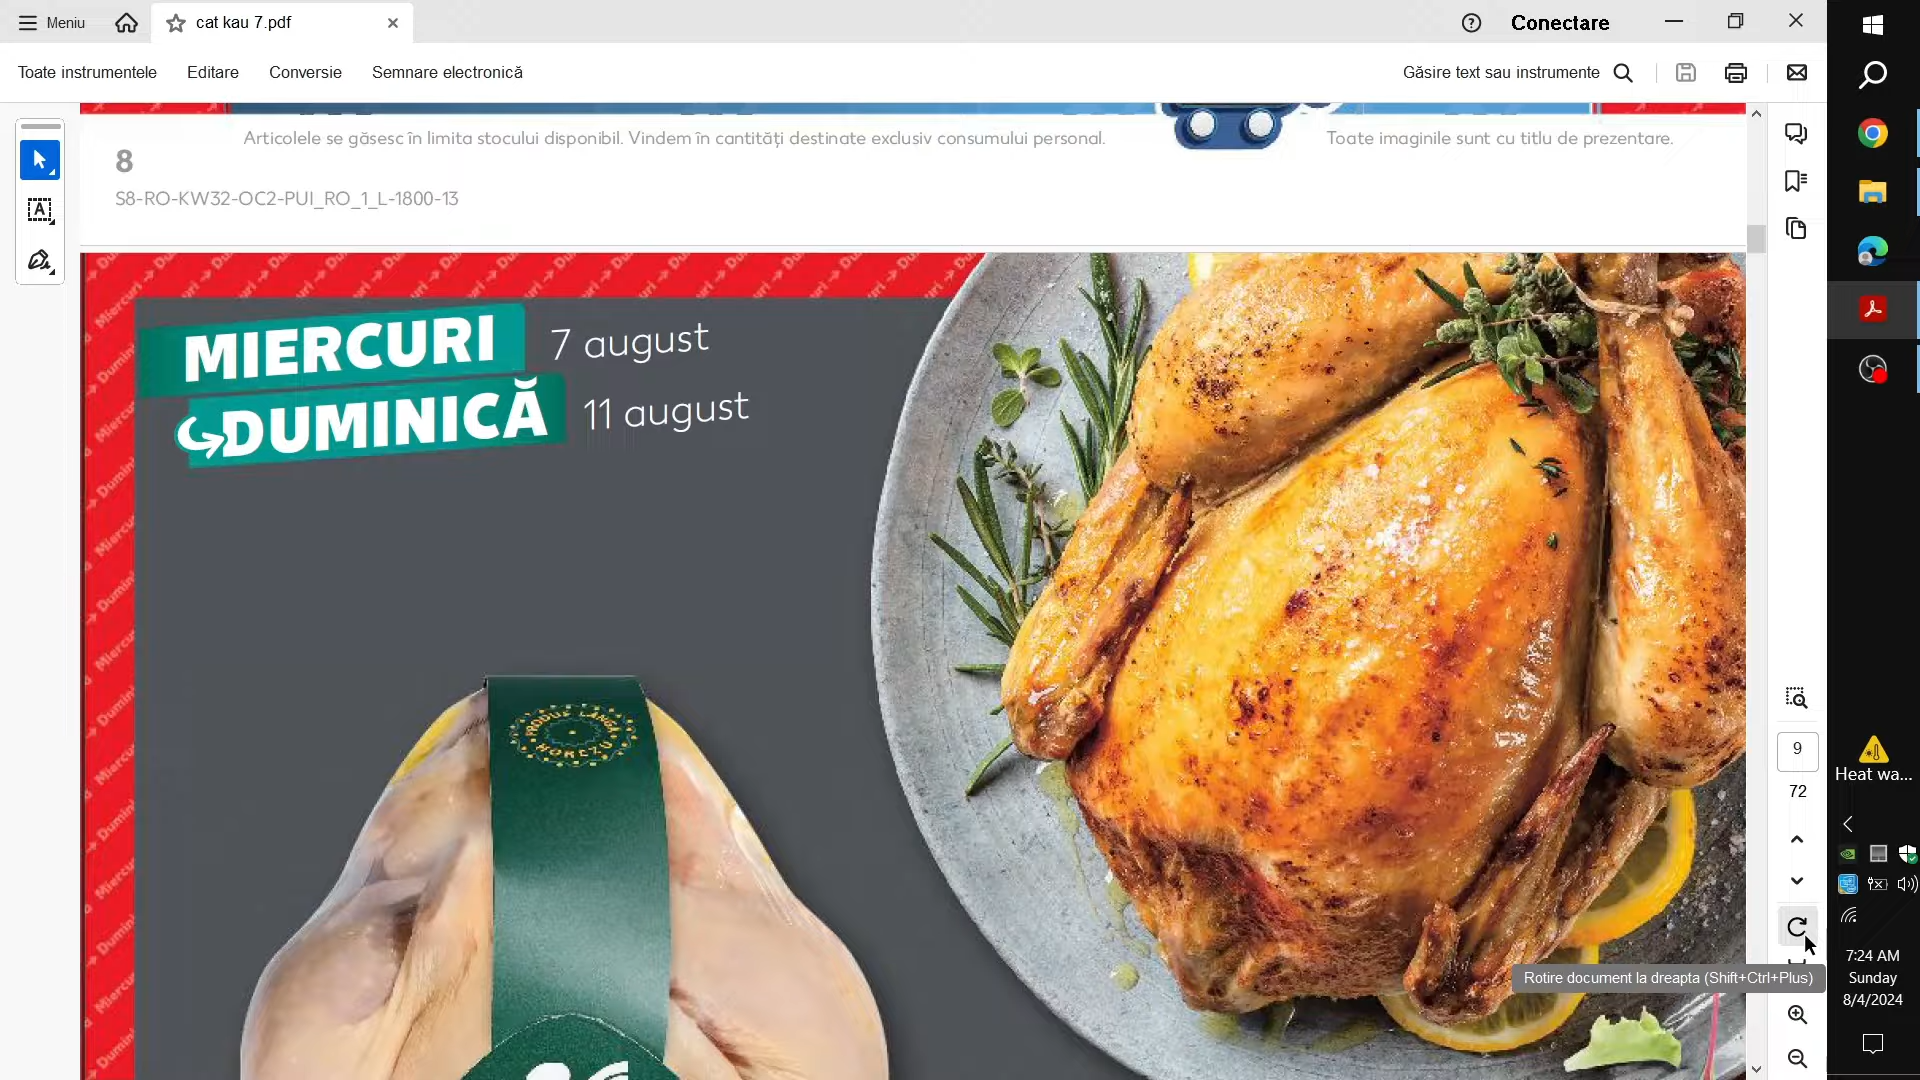 Meniu
cat kau 7.pdf
Conectare
Toate instrumentele
Editare
Conversie
Semnare electronică
Găsire text sau instrumente
Articolele se găsesc în limita stocului disponibil. Vindem în cantități destinate exclusiv consumului personal.
Toate imaginile sunt cu titlu de prezentare.
8
S8-RO-KW32-OC2-PUI_RO_1_L-1800-13
MIERCURI 7 august
DUMINICĂ 11 august
PRODUS LÂNGĂ
HOREZU
9
72
Rotire document la dreapta (Shift+Ctrl+Plus)
Heat wa...
7:24 AM
Sunday
8/4/2024